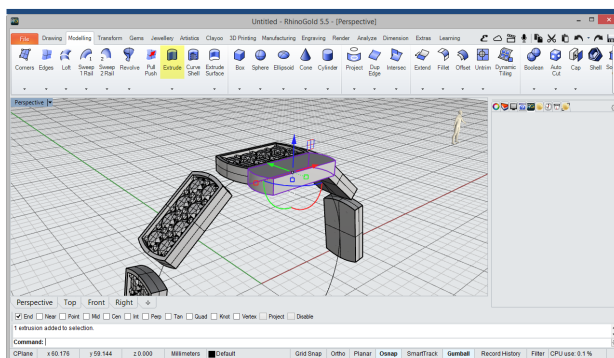 Untitled - RhinoGold 5.5 - [Perspective]
File Drawing Modelling Transform Gems Jewellery Artistics Clayoo 3D Printing Manufacturing Engraving Render Analyze Dimension Extras Learning
Corners Edges Loft Sweep 1 Rail Sweep 2 Rail Revolve Pull Push Extrude Curve Shell Extrude Surface Box Sphere Ellipsoid Cone Cylinder Project Dup Edge Intersec Extend Fillet Offset Untrim Dynamic Tiling Boolean Auto Cut Cap Shell
Perspective
Perspective Top Front Right
End Near Point Mid Cen Int Perp Tan Quad Knot Vertex Project Disable
1 extrusion added to selection.
Command:
CPlane x 60.176 y 59.144 z 0.000 Millimeters Default Grid Snap Ortho Planar Osnap SmartTrack Gumball Record History Filter CPU use: 0.1 %